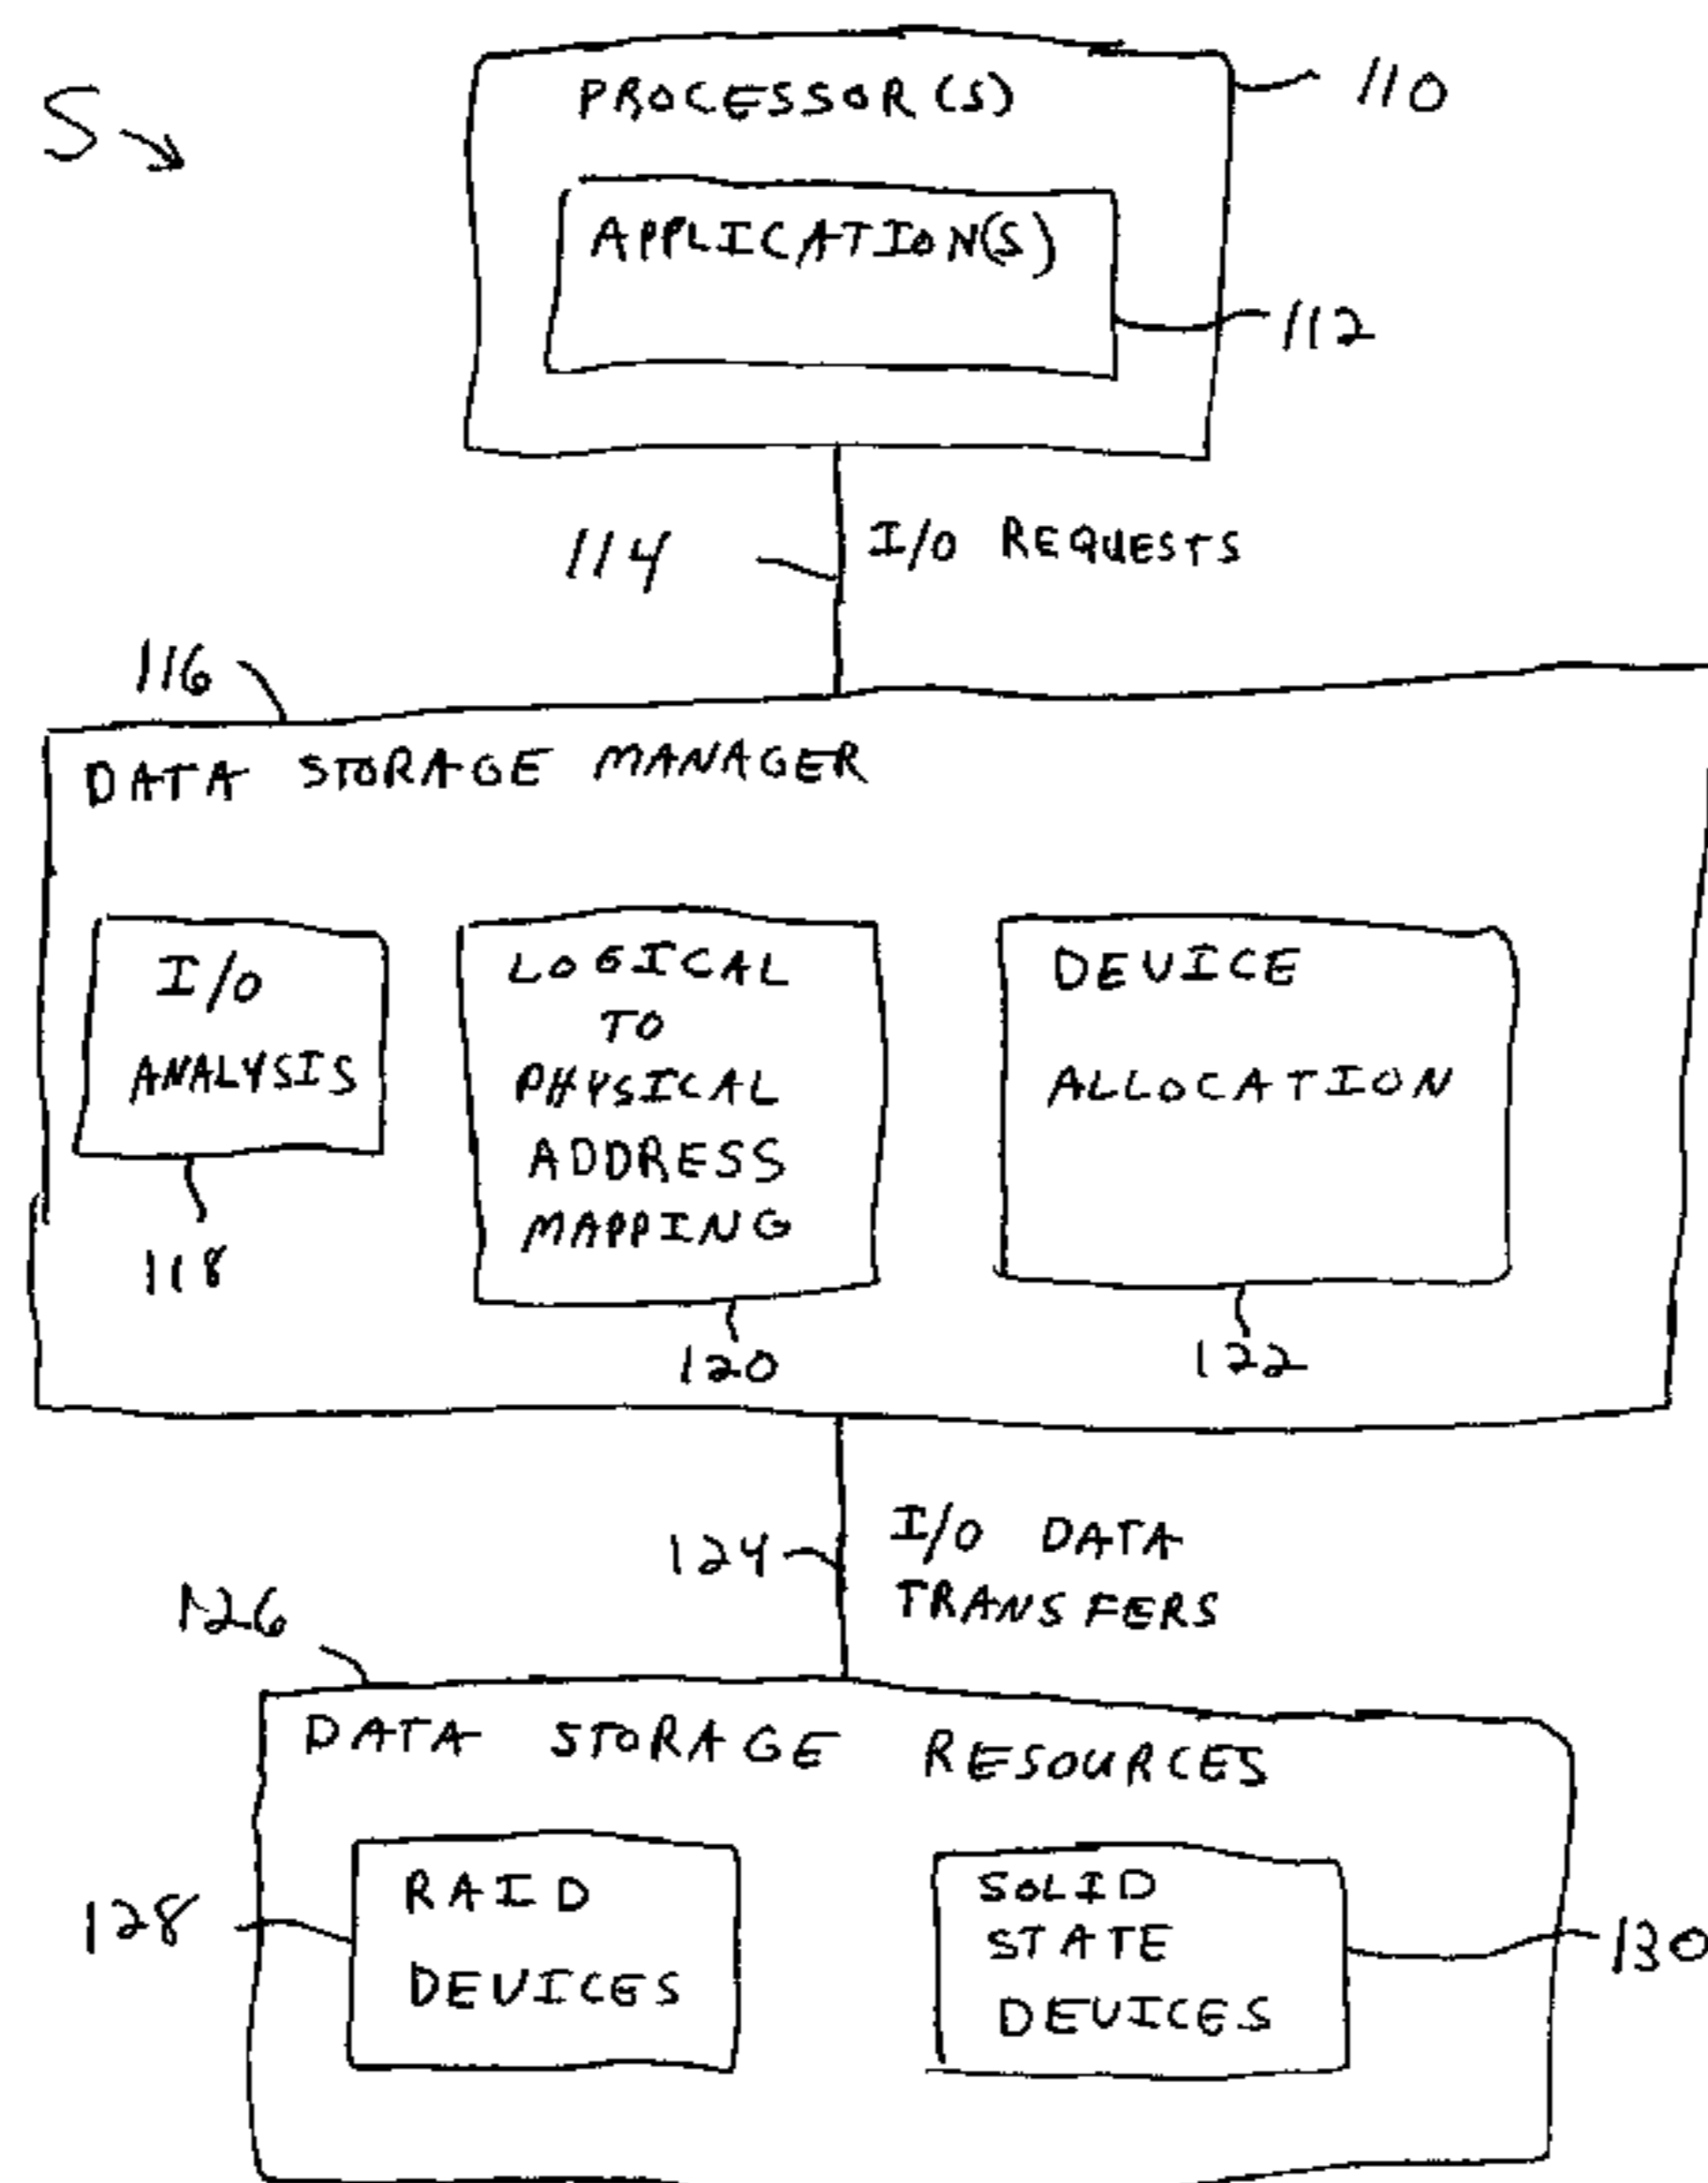 S
PROCESSOR(S)
110
APPLICATION(S)
112
114
I/O REQUESTS
116
DATA STORAGE MANAGER
I/O
ANALYSIS
118
LOGICAL
TO
PHYSICAL
ADDRESS
MAPPING
120
DEVICE
ALLOCATION
122
124
I/O DATA
TRANSFERS
126
DATA STORAGE RESOURCES
128
RAID
DEVICES
SOLID
STATE
DEVICES
130